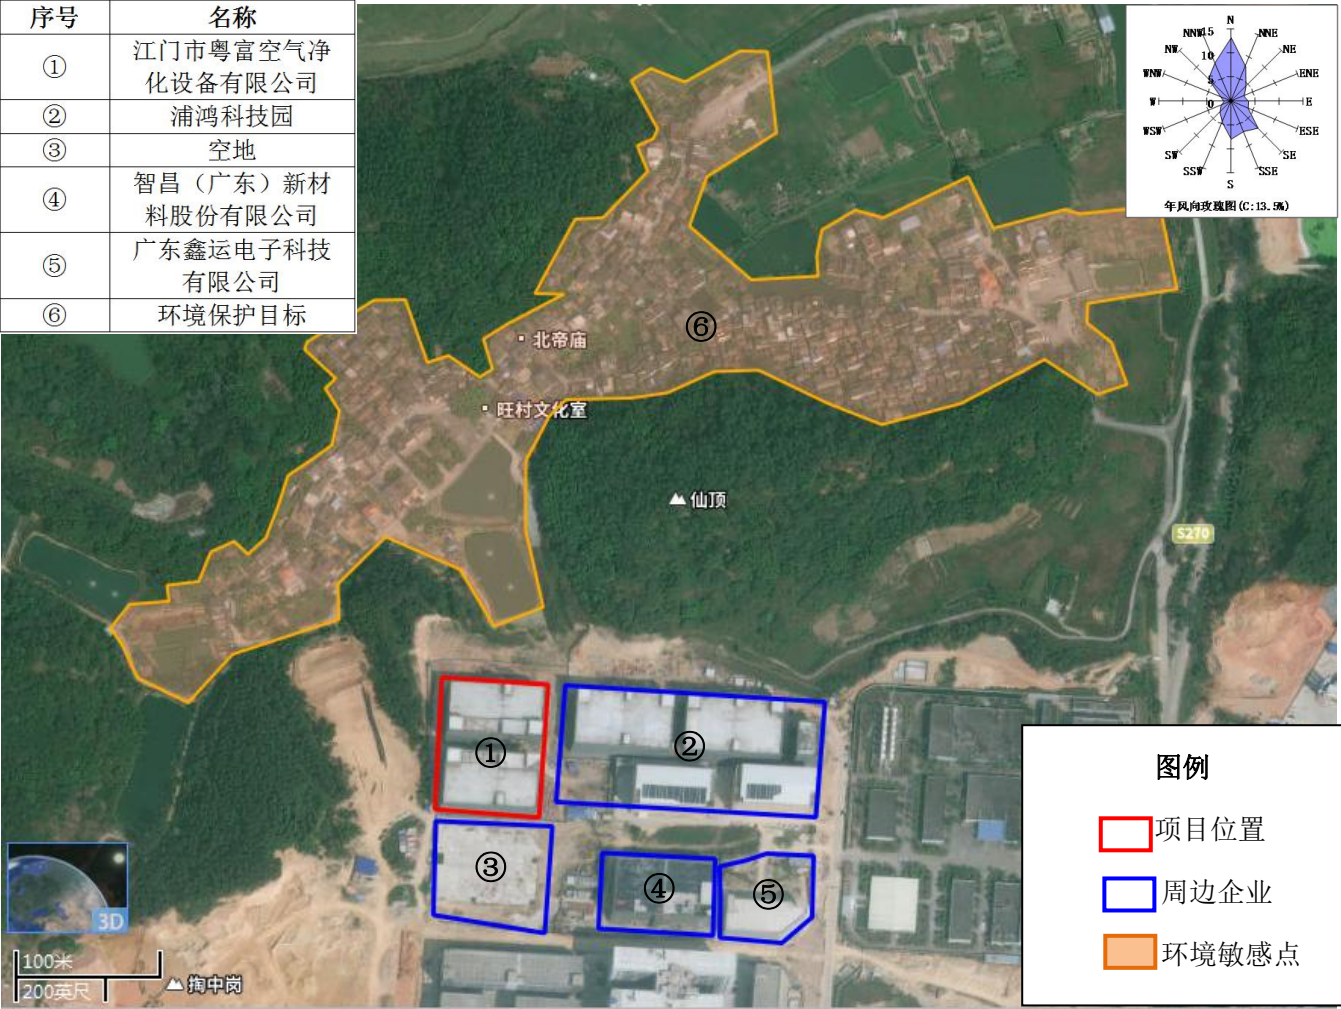 序号 名称
① 江门市粤富空气净
化设备有限公司
② 浦鸿科技园
③ 空地
④ 智昌（广东）新材
料股份有限公司
⑤ 广东鑫运电子科技
有限公司
⑥ 环境保护目标
N
NNW 15 NNE
NW 10 NE
WNW 5 ENE
W 0 E
WSW ESE
SW SE
SSW SSE
S
年风向玫瑰图(C:13.5%)
⑥
北帝庙
旺村文化室
仙顶
S270
①
②
③
④
⑤
图例
项目位置
周边企业
环境敏感点
3D
100米
200英尺
掏中岗